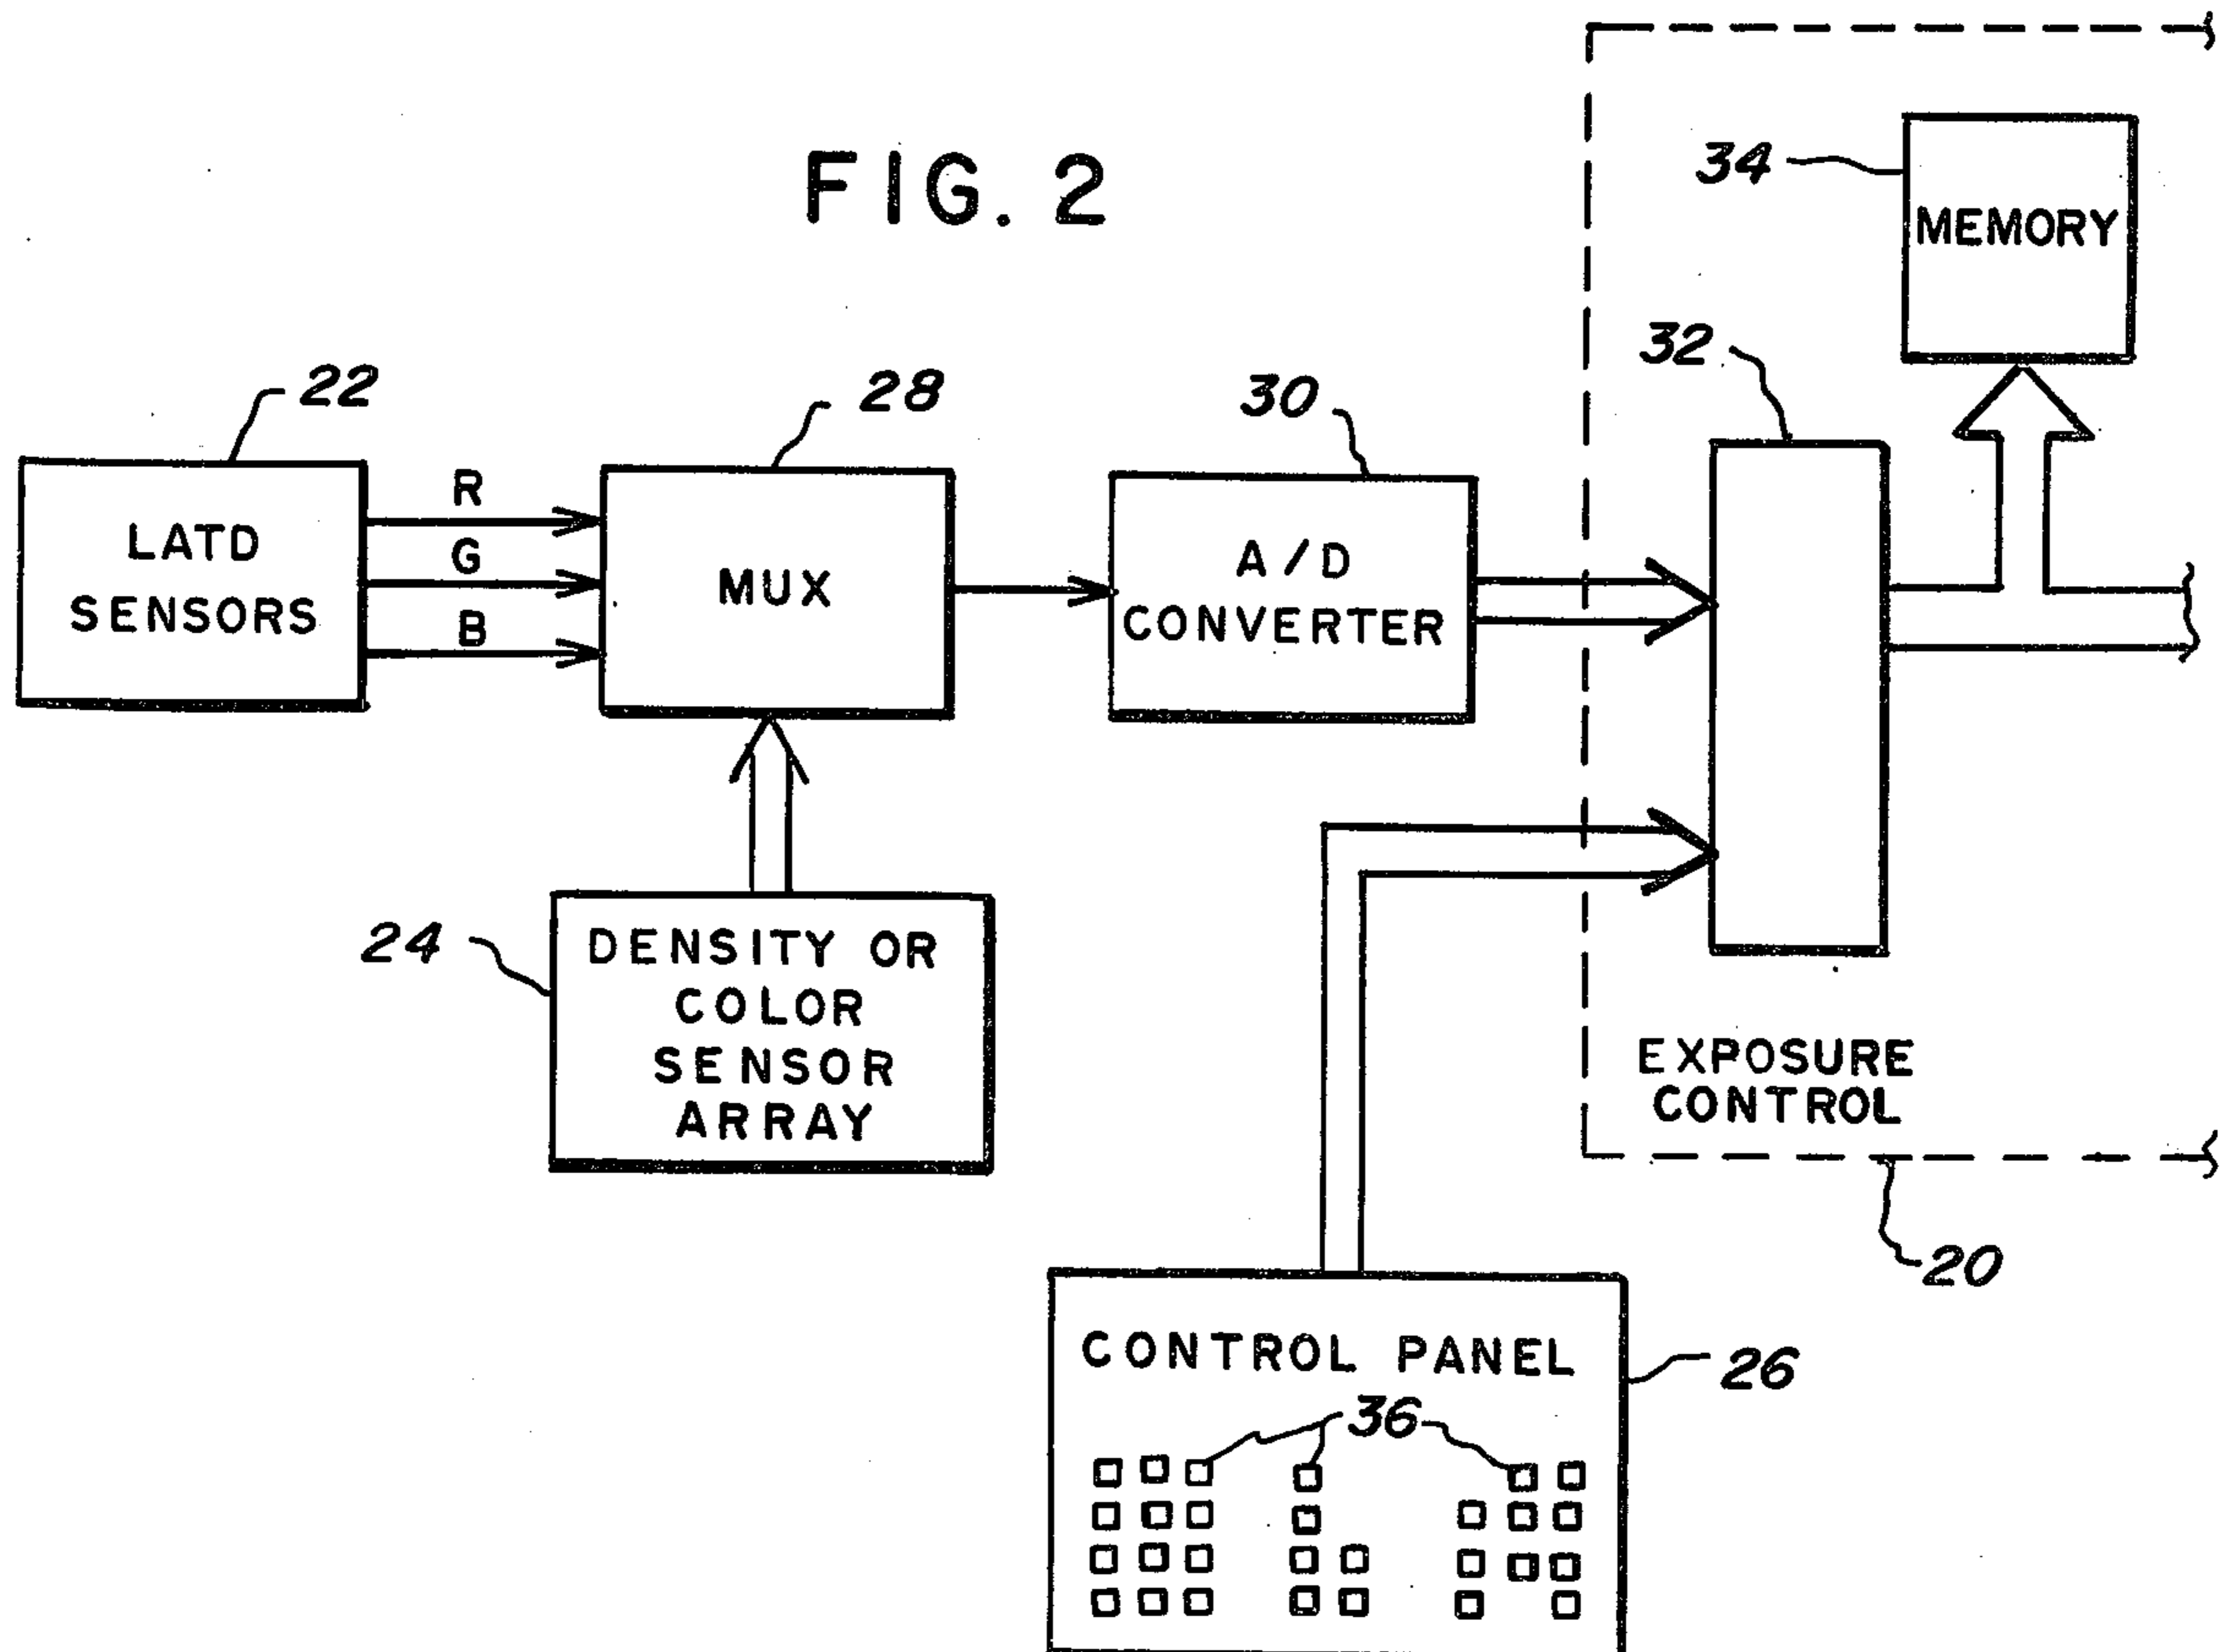 FIG. 2
34
MEMORY
32
22
28
30
R
G
B
LATD
SENSORS
MUX
A/D
CONVERTER
24
DENSITY OR
COLOR
SENSOR
ARRAY
EXPOSURE
CONTROL
20
CONTROL PANEL
26
36